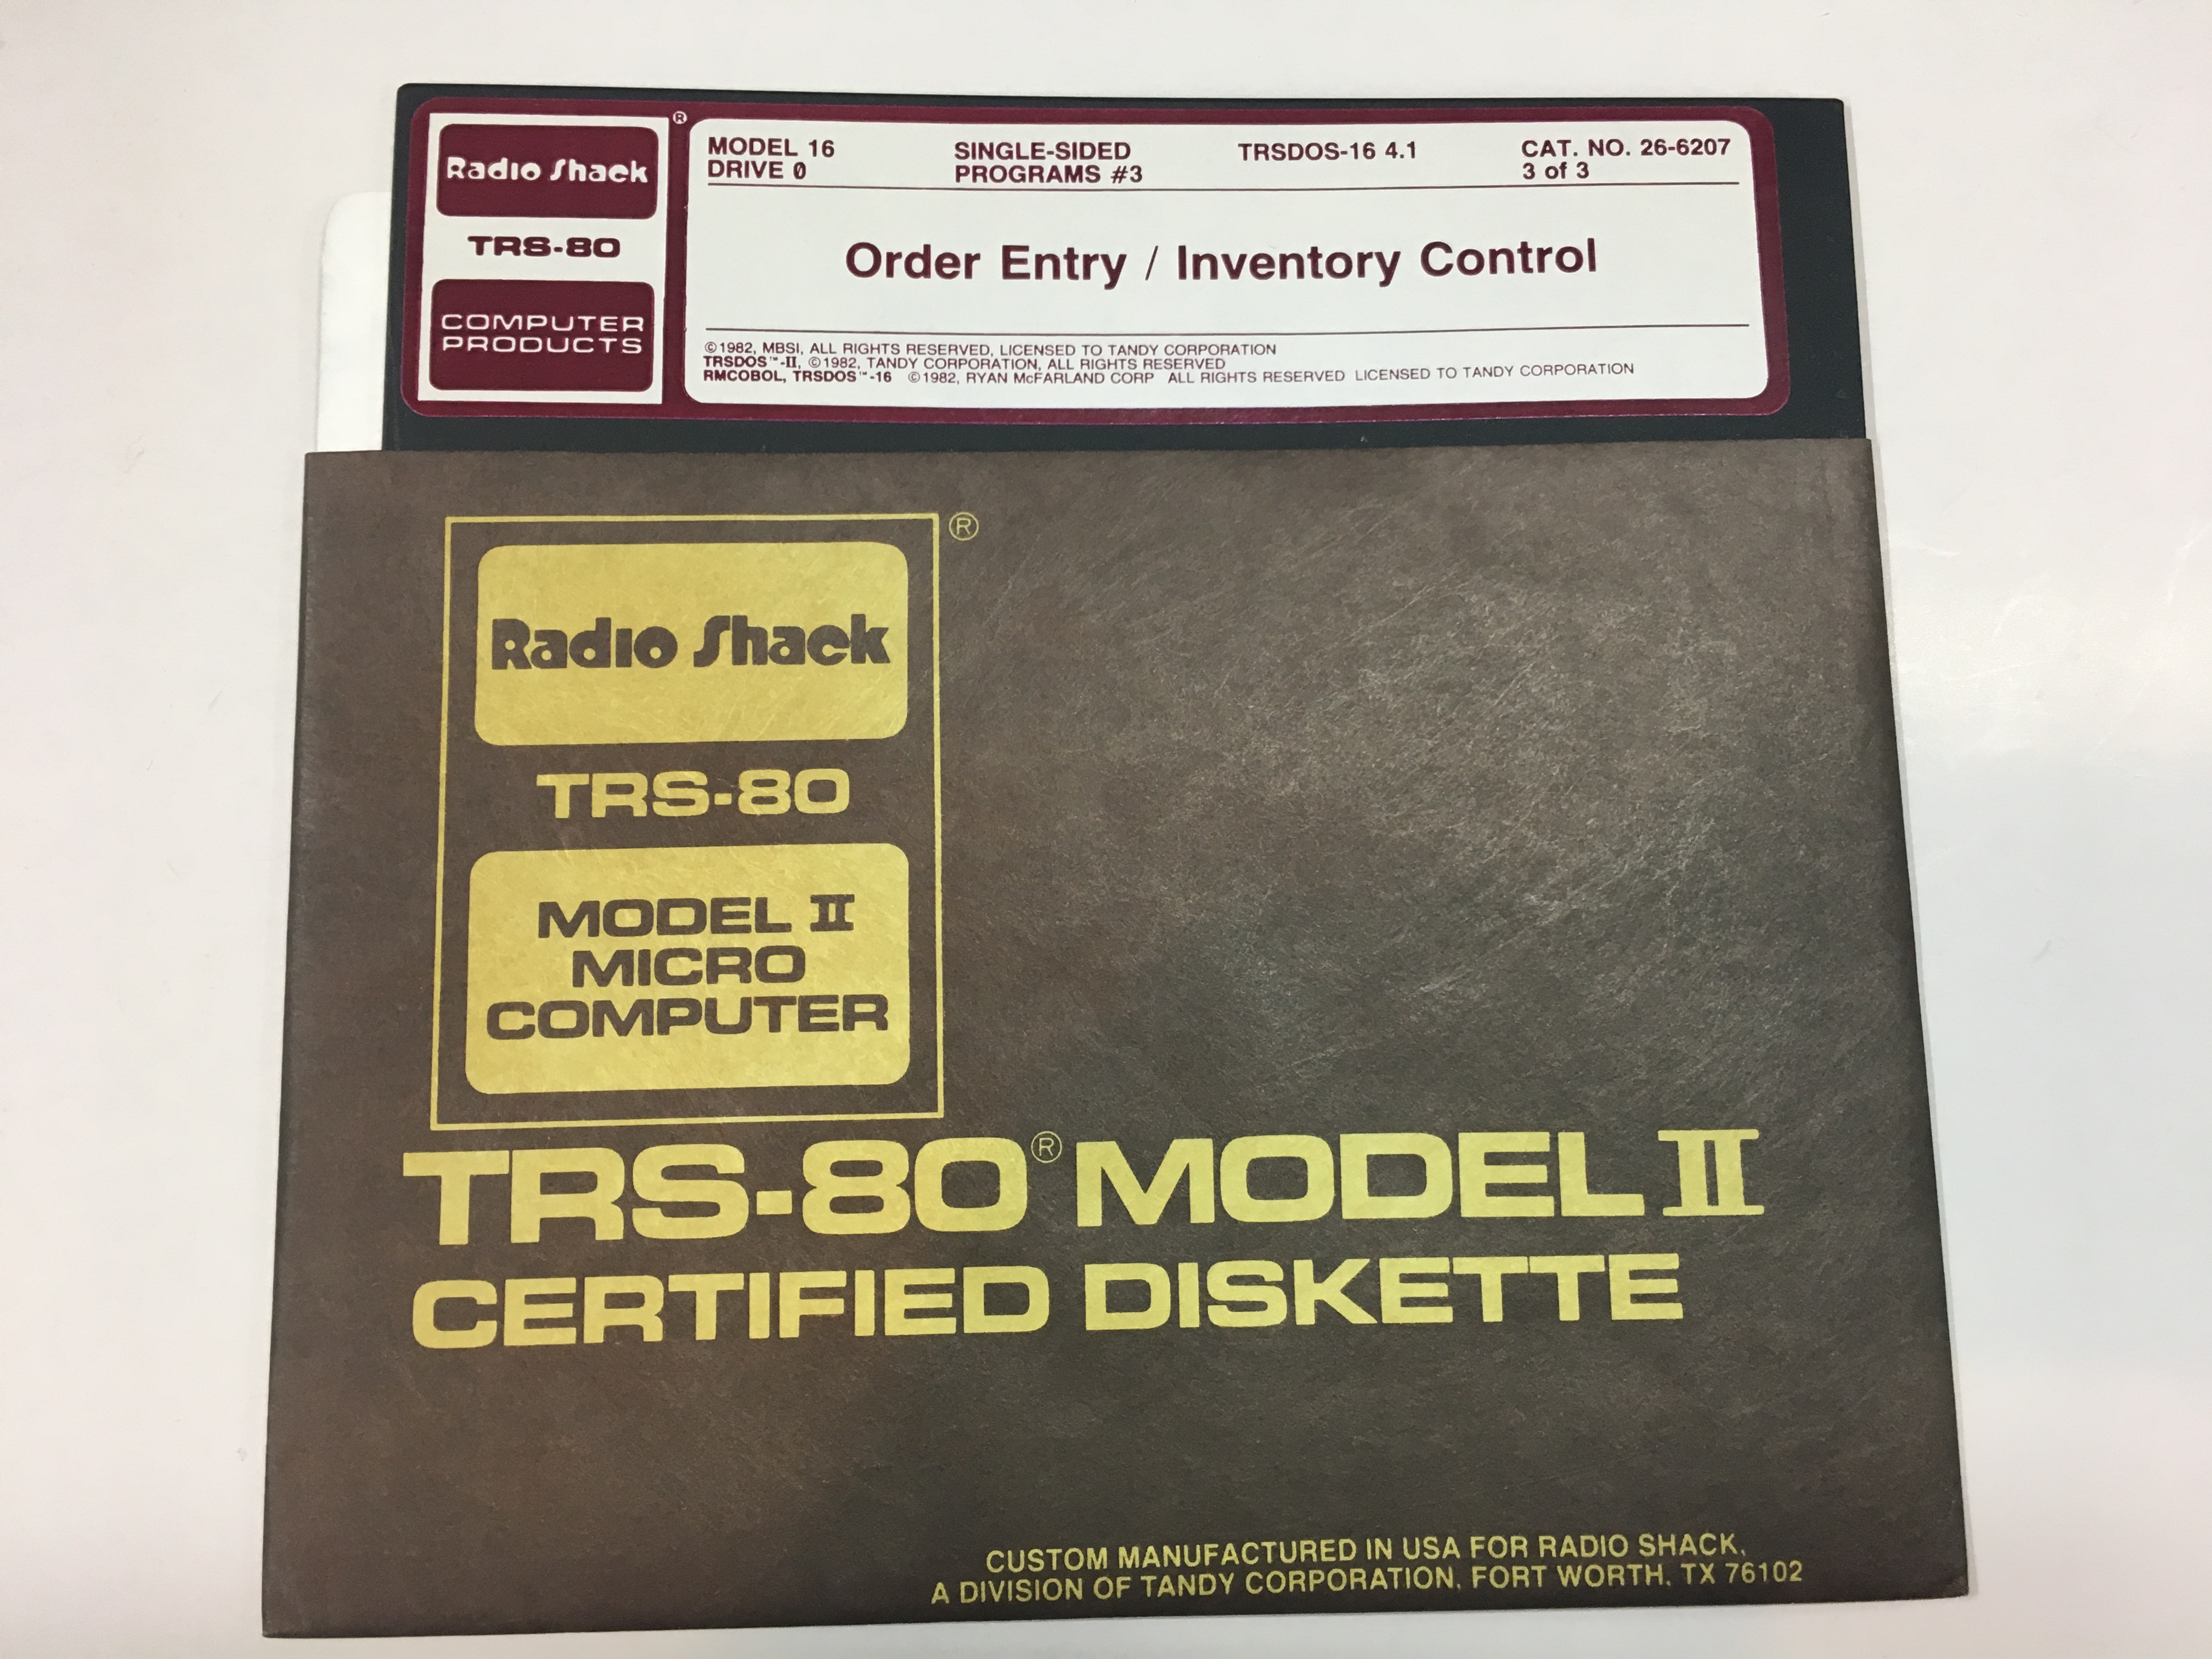 Radio Shack
®
TRS-80
COMPUTER
PRODUCTS
MODEL 16
DRIVE 0
SINGLE-SIDED
PROGRAMS #3
TRSDOS-16 4.1
CAT. NO. 26-6207
3 of 3
Order Entry / Inventory Control
©1982, MBSI, ALL RIGHTS RESERVED, LICENSED TO TANDY CORPORATION
TRSDOS™-II, ©1982, TANDY CORPORATION, ALL RIGHTS RESERVED
RMCOBOL, TRSDOS™-16 ©1982, RYAN McFARLAND CORP ALL RIGHTS RESERVED LICENSED TO TANDY CORPORATION
®
Radio Shack
TRS-80
MODEL II
MICRO
COMPUTER
TRS-80® MODEL II
CERTIFIED DISKETTE
CUSTOM MANUFACTURED IN USA FOR RADIO SHACK,
A DIVISION OF TANDY CORPORATION, FORT WORTH, TX 76102